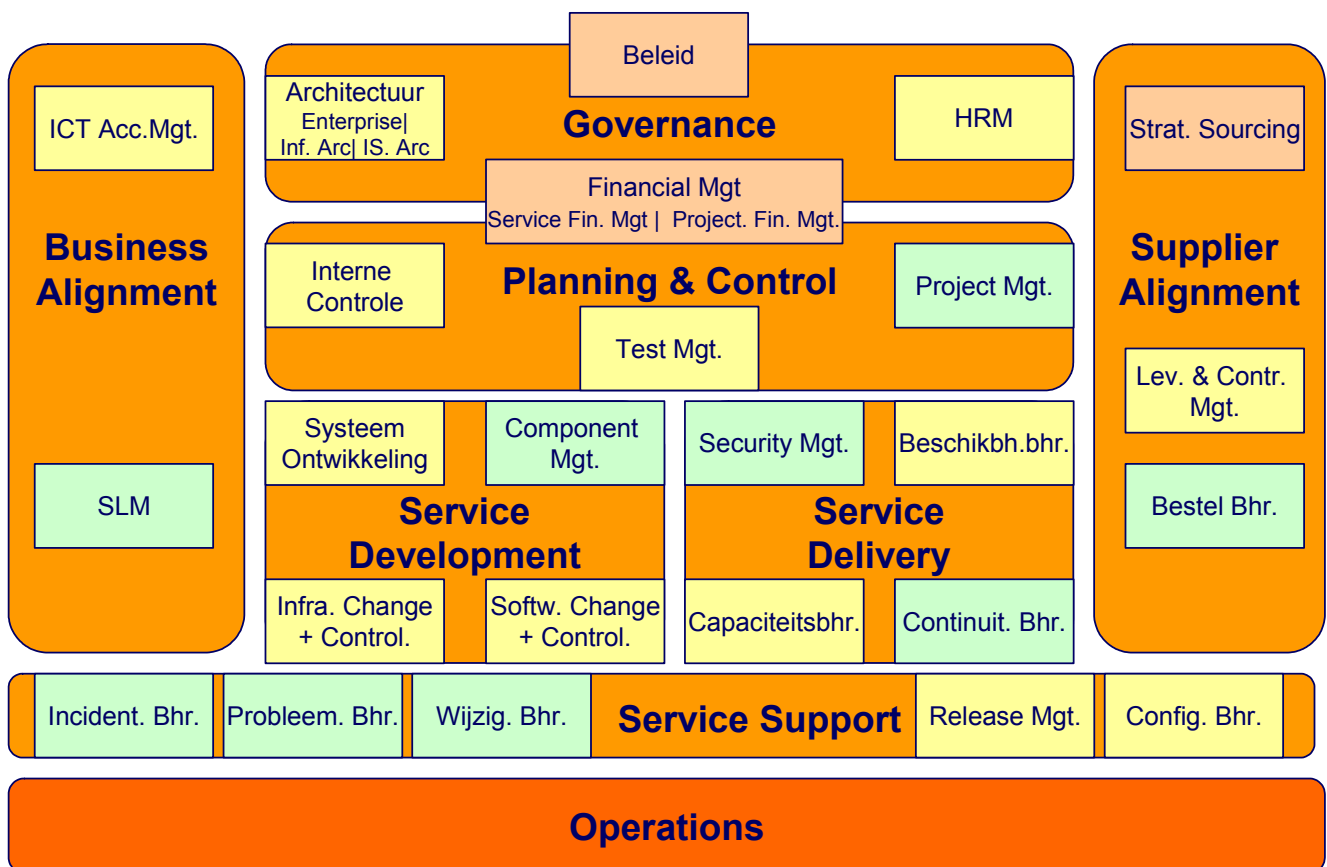 Beleid
ICT Acc.Mgt.
Architectuur
Enterprise|
Inf. Arc| IS. Arc
Governance
HRM
Strat. Sourcing
Financial Mgt
Service Fin. Mgt | Project. Fin. Mgt.
Business
Alignment
Interne
Controle
Planning & Control
Project Mgt.
Supplier
Alignment
Test Mgt.
Lev. & Contr.
Mgt.
Systeem
Ontwikkeling
Component
Mgt.
Security Mgt.
Beschikbh.bhr.
SLM
Service
Development
Service
Delivery
Bestel Bhr.
Infra. Change
+ Control.
Softw. Change
+ Control.
Capaciteitsbhr.
Continuit. Bhr.
Incident. Bhr.
Probleem. Bhr.
Wijzig. Bhr.
Service Support
Release Mgt.
Config. Bhr.
Operations